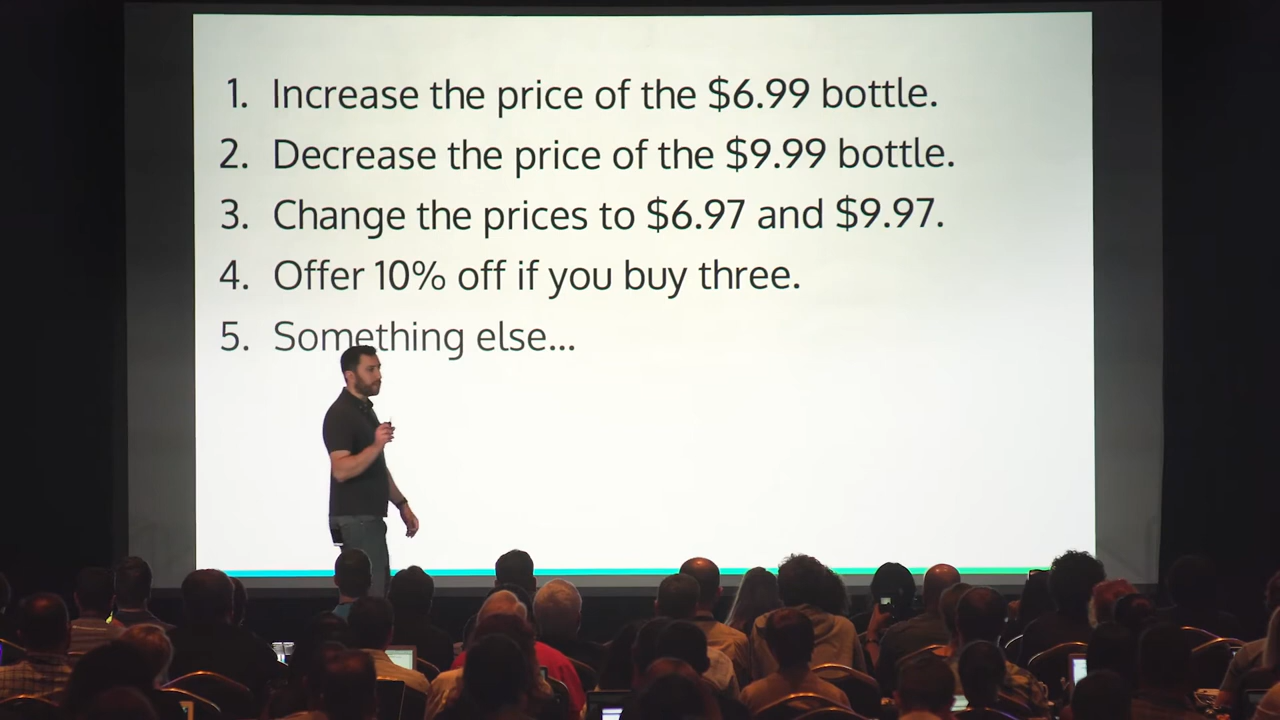 1. Increase the price of the $6.99 bottle.
2. Decrease the price of the $9.99 bottle.
3. Change the prices to $6.97 and $9.97.
4. Offer 10% off if you buy three.
5. Something else...